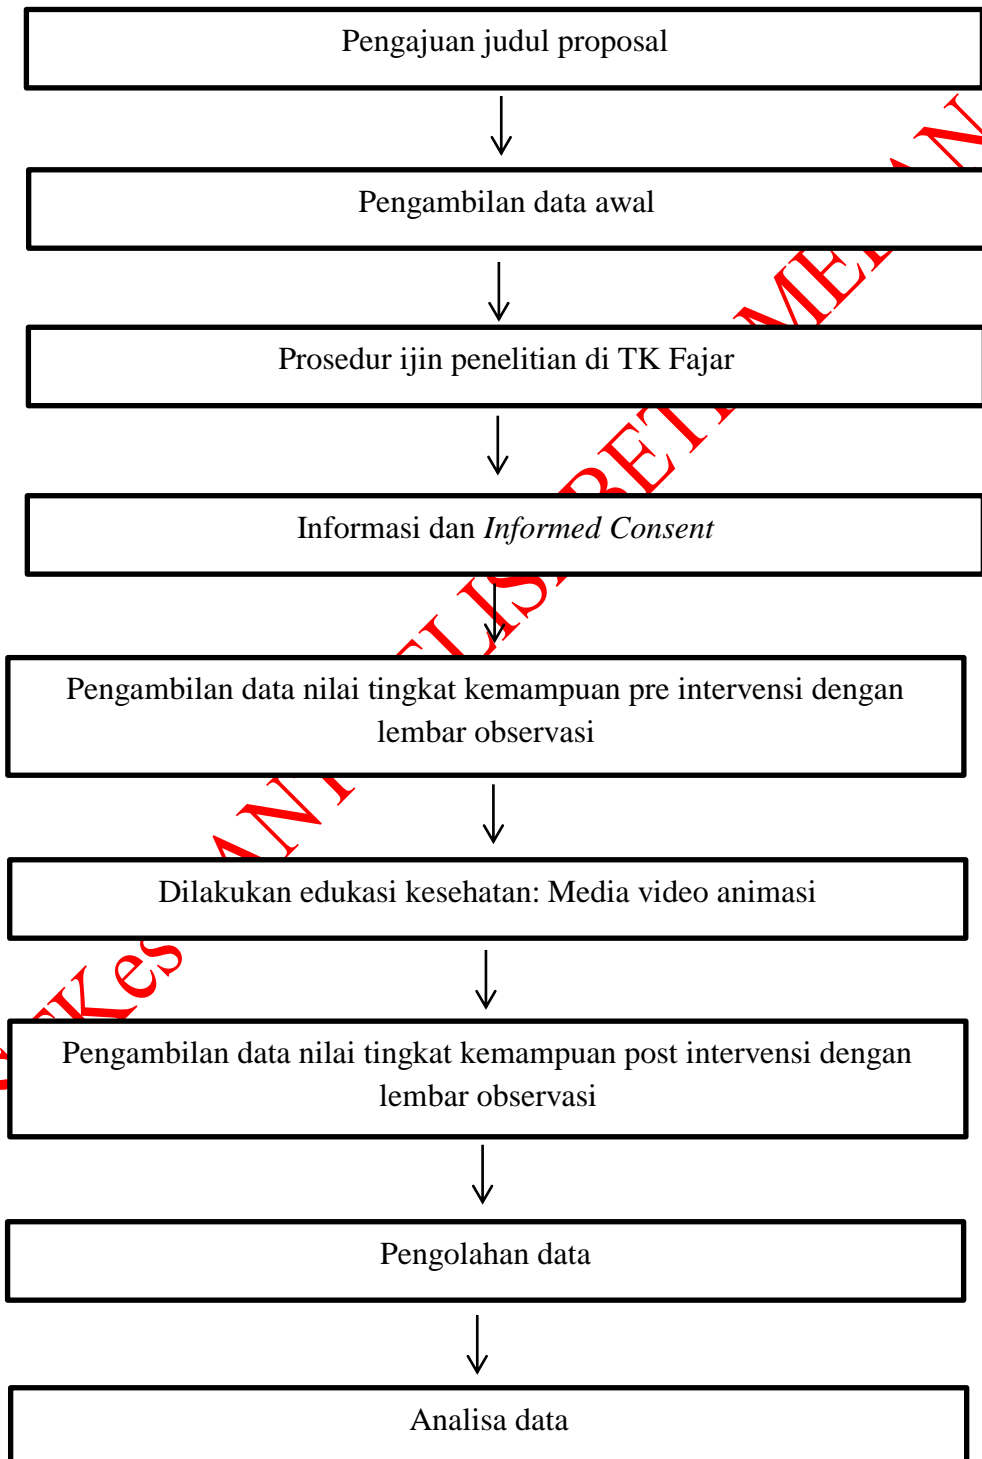 Pengajuan judul proposal
Pengambilan data awal
Prosedur ijin penelitian di TK Fajar
Informasi dan Informed Consent
Pengambilan data nilai tingkat kemampuan pre intervensi dengan
lembar observasi
Dilakukan edukasi kesehatan: Media video animasi
Pengambilan data nilai tingkat kemampuan post intervensi dengan
lembar observasi
Pengolahan data
Analisa data